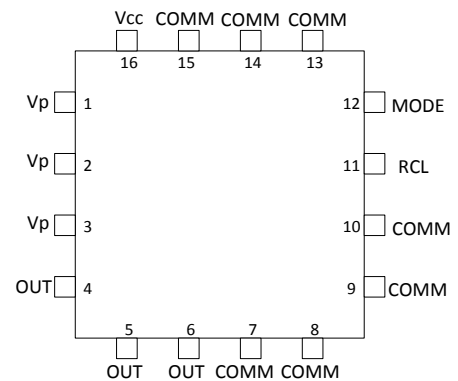 Vcc COMM COMM COMM
16 15 14 13
Vp 1 12 MODE
Vp 2 11 RCL
Vp 3 10 COMM
OUT 4 9 COMM
5 6 7 8
OUT OUT COMM COMM